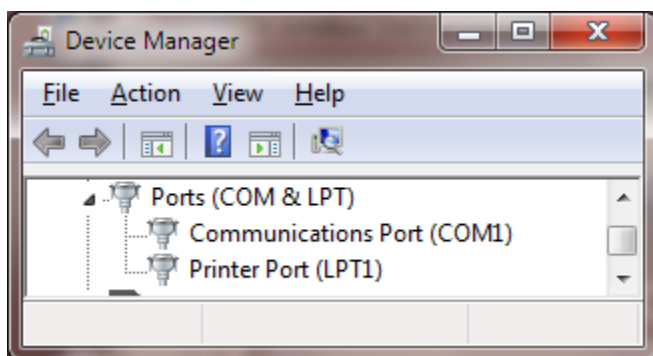 Device Manager
File Action View Help
Ports (COM & LPT)
Communications Port (COM1)
Printer Port (LPT1)